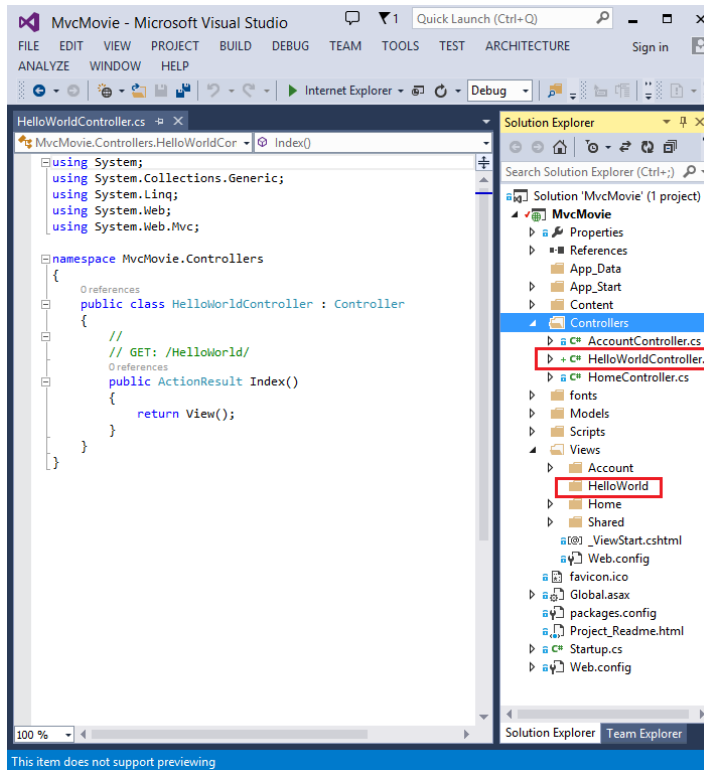 MvcMovie - Microsoft Visual Studio
1
Quick Launch (Ctrl+Q)
FILE EDIT VIEW PROJECT BUILD DEBUG TEAM TOOLS TEST ARCHITECTURE Sign in
ANALYZE WINDOW HELP
Internet Explorer Debug
HelloWorldController.cs
MvcMovie.Controllers.HelloWorldCor Index()
using System;
using System.Collections.Generic;
using System.Linq;
using System.Web;
using System.Web.Mvc;
namespace MvcMovie.Controllers
{
0 references
public class HelloWorldController : Controller
{
//
// GET: /HelloWorld/
0 references
public ActionResult Index()
{
return View();
}
}
}
100 %
Solution Explorer
Search Solution Explorer (Ctrl+;)
Solution 'MvcMovie' (1 project)
MvcMovie
Properties
References
App_Data
App_Start
Content
Controllers
C# AccountController.cs
+ C# HelloWorldController.
C# HomeController.cs
fonts
Models
Scripts
Views
Account
HelloWorld
Home
Shared
[@] _ViewStart.cshtml
Web.config
favicon.ico
Global.asax
packages.config
Project_Readme.html
C# Startup.cs
Web.config
Solution Explorer Team Explorer
This item does not support previewing